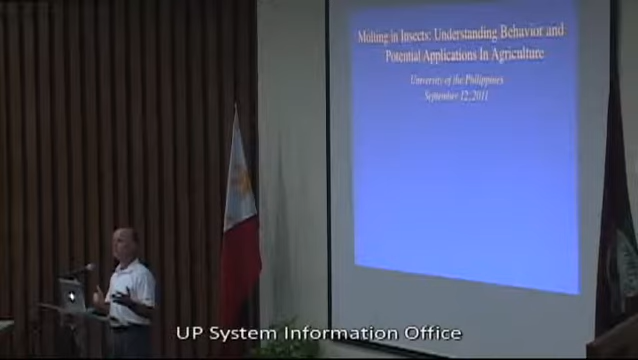 Molting in Insects: Understanding Behavior and
Potential Applications In Agriculture
University of the Philippines
September 12, 2011
UP System Information Office